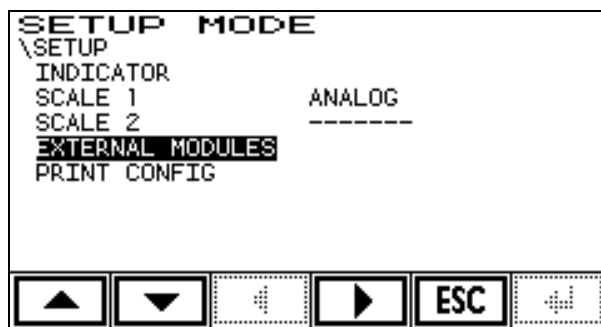 SETUP MODE
\SETUP
INDICATOR
SCALE 1 ANALOG
SCALE 2 -------
EXTERNAL MODULES
PRINT CONFIG
ESC